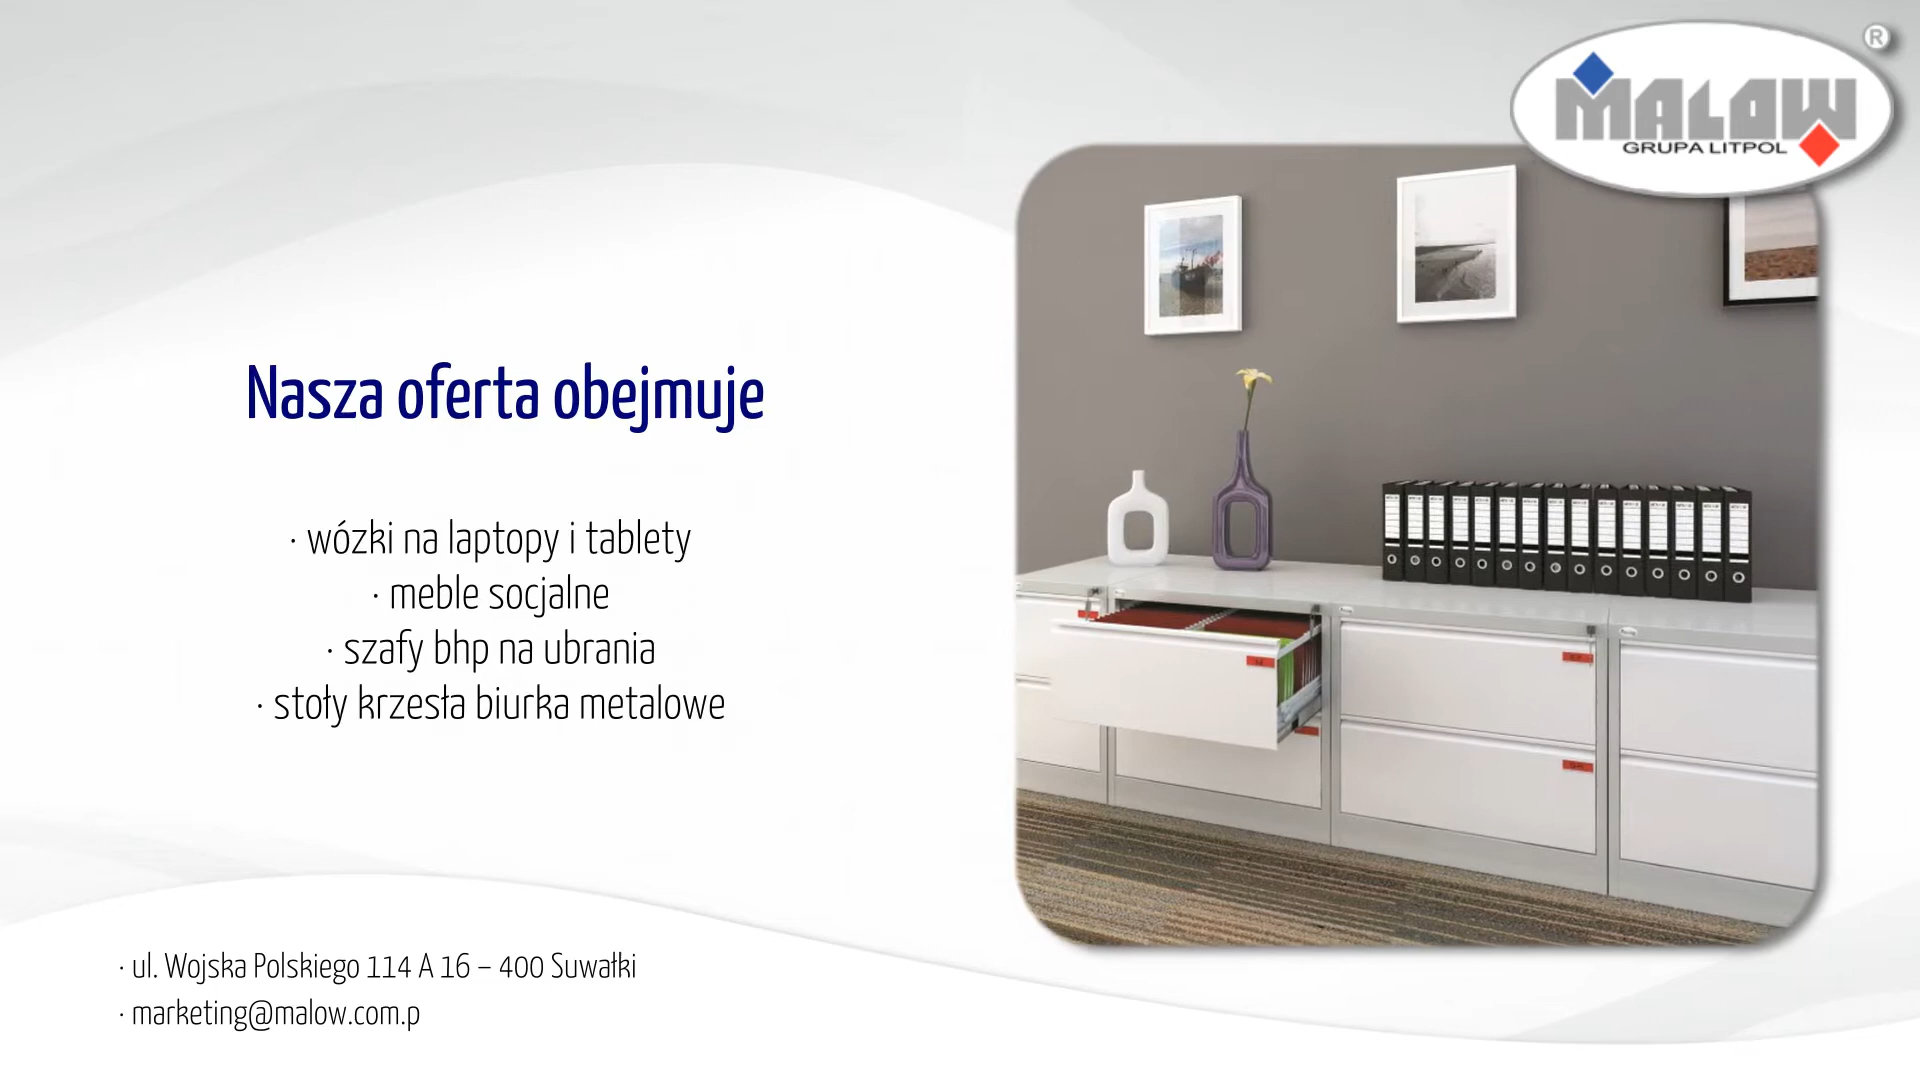 MALOW
®
GRUPA LITPOL
Nasza oferta obejmuje
· wózki na laptopy i tablety
· meble socjalne
· szafy bhp na ubrania
· stoły krzesła biurka metalowe
· ul. Wojska Polskiego 114 A 16 – 400 Suwałki
· marketing@malow.com.p